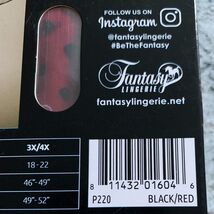 FOLLOW US ON
Instagram
@fantasylingerie
#BeTheFantasy
Fantasy
LINGERIE
fantasylingerie.net
3X/4X
18-22
46"-49"
49"-52"
8 11432 01604 6
P220 BLACK/RED